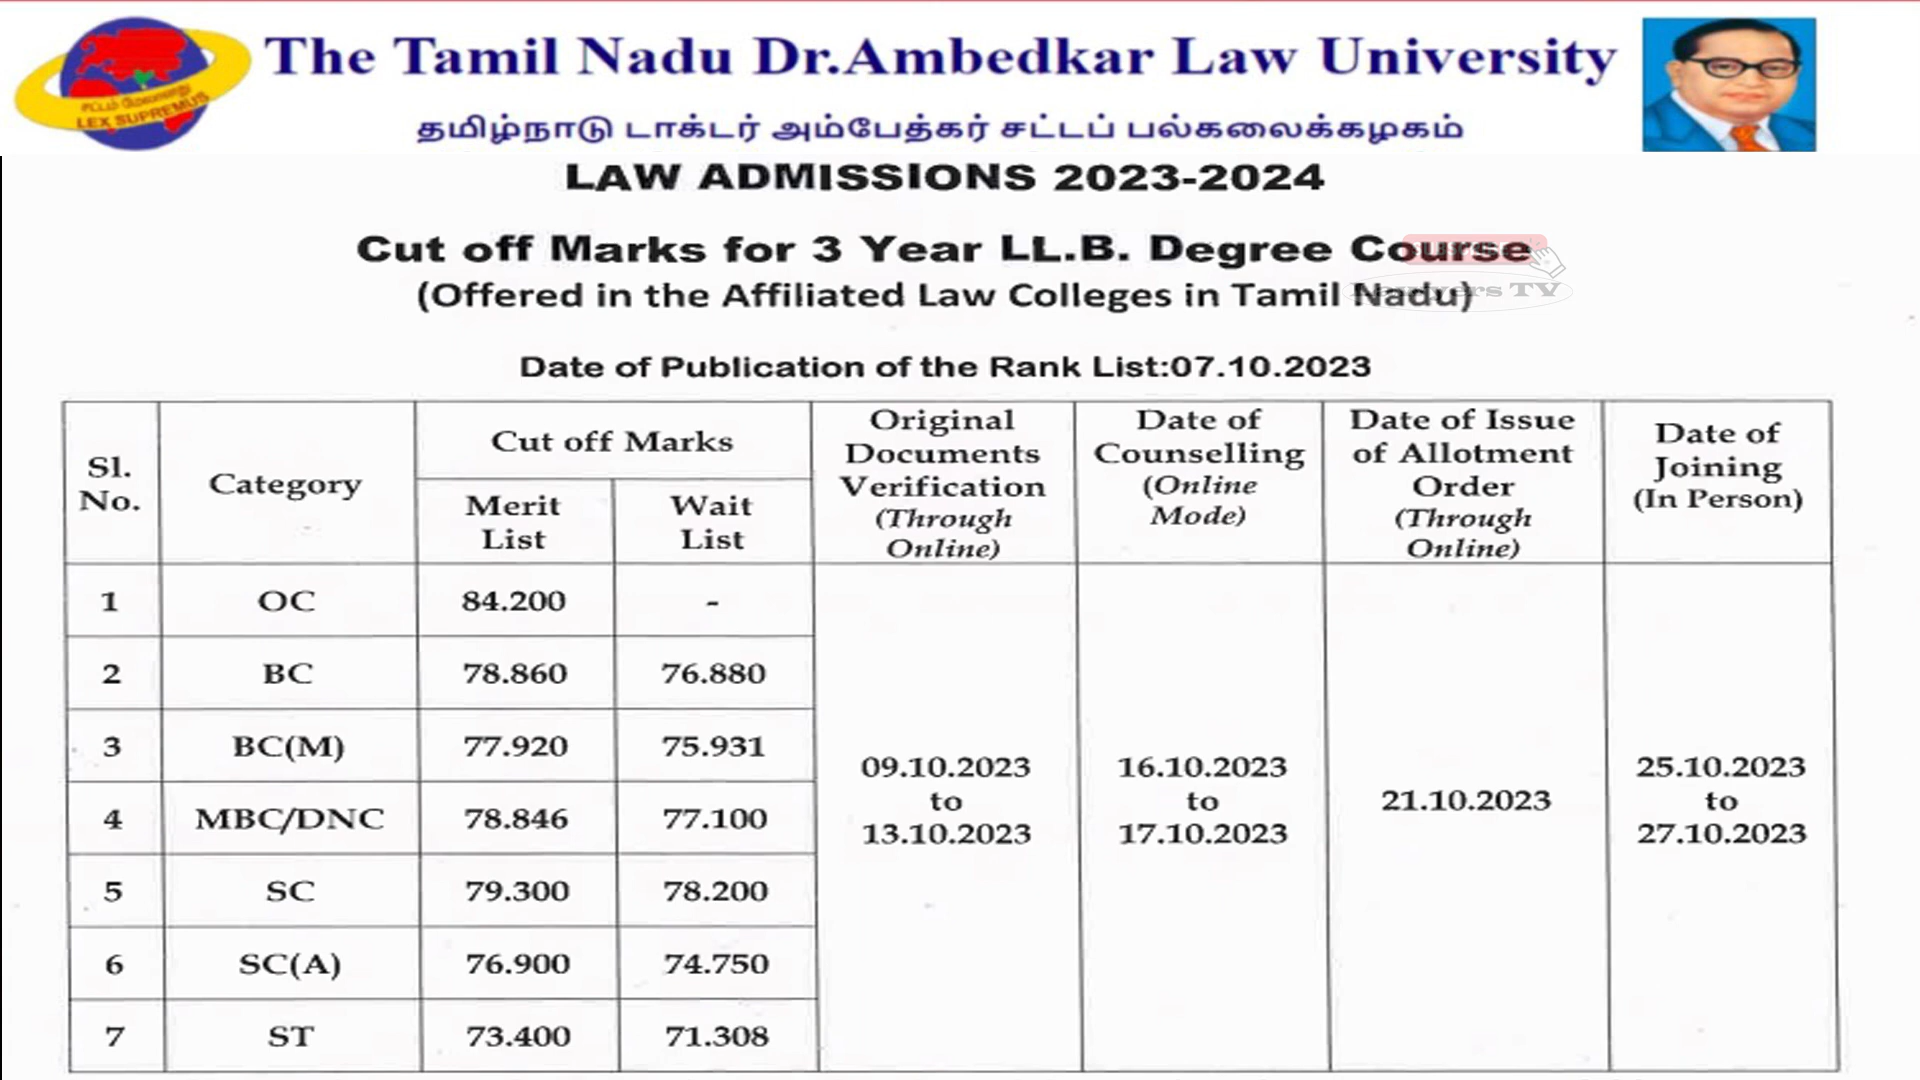 The Tamil Nadu Dr.Ambedkar Law University
சட்டம் மேலானது
LEX SUPREMUS
தமிழ்நாடு டாக்டர் அம்பேத்கர் சட்டப் பல்கலைக்கழகம்
LAW ADMISSIONS 2023-2024
Cut off Marks for 3 Year LL.B. Degree Course
(Offered in the Affiliated Law Colleges in Tamil Nadu)
TV
Date of Publication of the Rank List:07.10.2023
Sl. No.
Category
Cut off Marks
Merit List
Wait List
Original Documents Verification (Through Online)
Date of Counselling (Online Mode)
Date of Issue of Allotment Order (Through Online)
Date of Joining (In Person)
1 OC 84.200 -
2 BC 78.860 76.880
3 BC(M) 77.920 75.931
4 MBC/DNC 78.846 77.100
5 SC 79.300 78.200
6 SC(A) 76.900 74.750
7 ST 73.400 71.308
09.10.2023 to 13.10.2023
16.10.2023 to 17.10.2023
21.10.2023
25.10.2023 to 27.10.2023